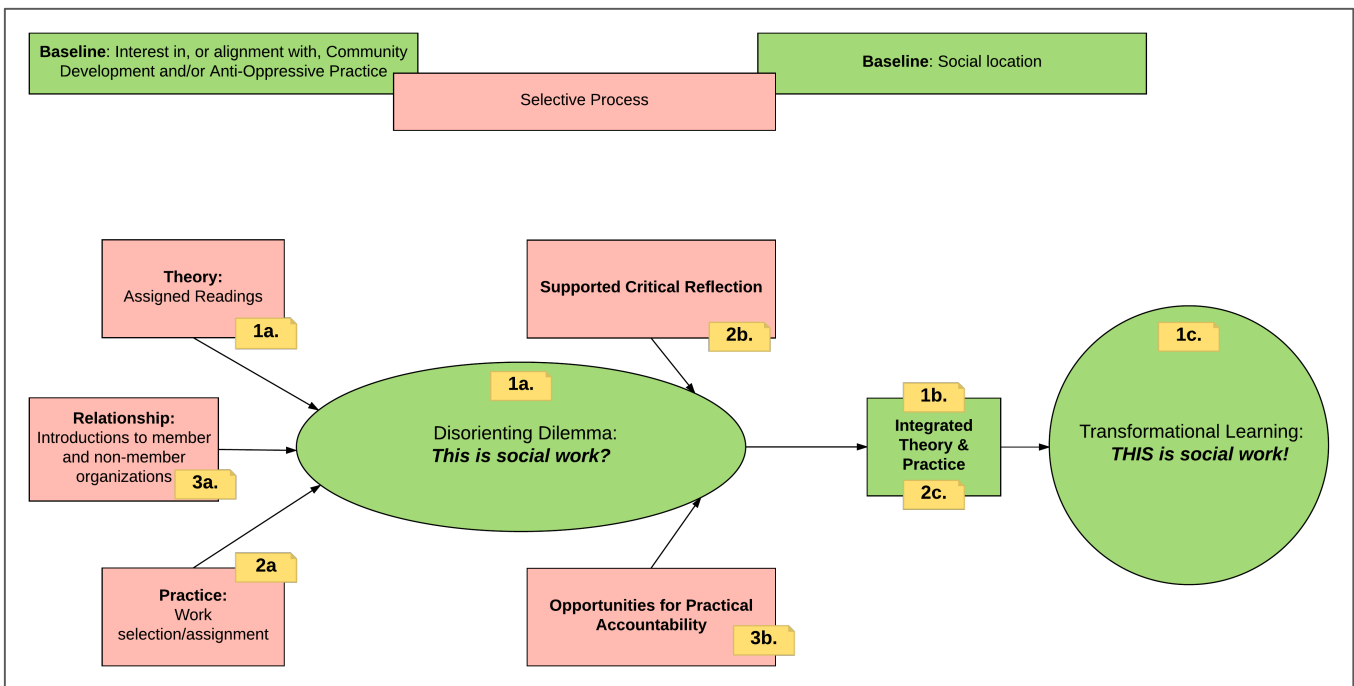 Baseline: Interest in, or alignment with, Community
Development and/or Anti-Oppressive Practice
Baseline: Social location
Selective Process
Theory:
Assigned Readings
1a.
Supported Critical Reflection
2b.
1c.
1a.
1b.
Relationship:
Introductions to member
and non-member
organizations
3a.
Disorienting Dilemma:
This is social work?
Integrated
Theory &
Practice
2c.
Transformational Learning:
THIS is social work!
2a
Practice:
Work
selection/assignment
Opportunities for Practical
Accountability
3b.